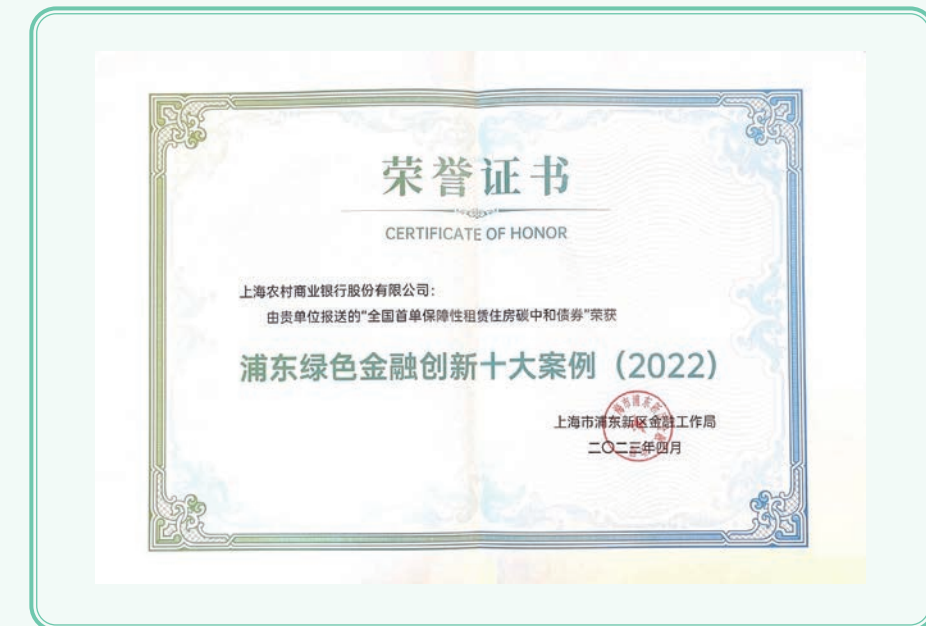 荣誉证书
CERTIFICATE OF HONOR
上海农村商业银行股份有限公司：
由贵单位报送的“全国首单保障性租赁住房碳中和债券”荣获
浦东绿色金融创新十大案例（2022）
上海市浦东新区金融工作局
二〇二三年四月